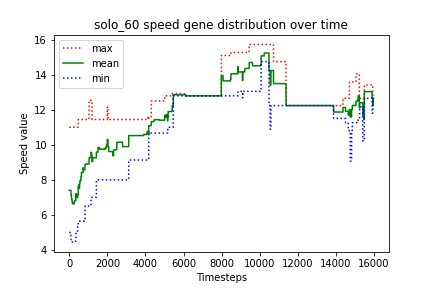 solo_60 speed gene distribution over time
max
mean
min
Speed value
16
14
12
10
8
6
4
0 2000 4000 6000 8000 10000 12000 14000 16000
Timesteps